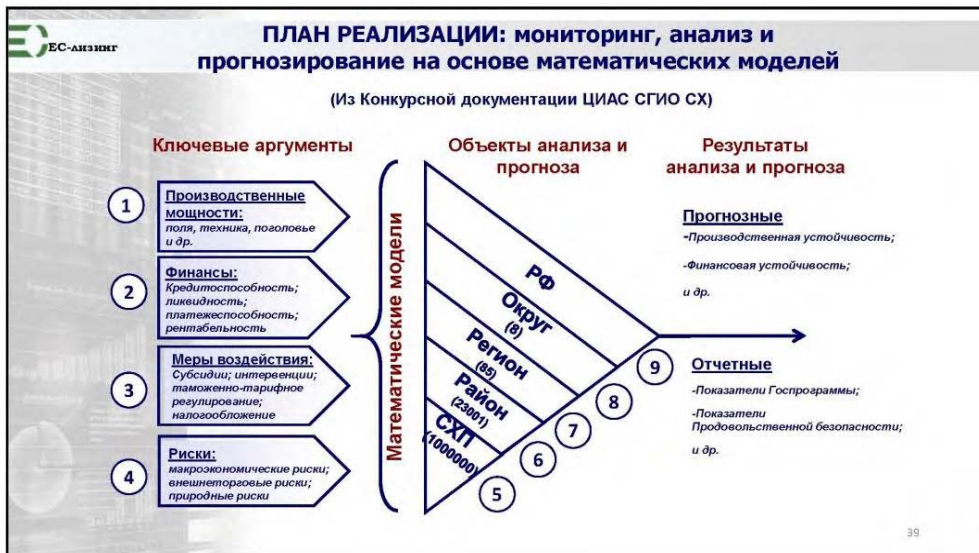 ЕС-лизинг
ПЛАН РЕАЛИЗАЦИИ: мониторинг, анализ и
прогнозирование на основе математических моделей
(Из Конкурсной документации ЦИАС СГИО СХ)
Ключевые аргументы
Объекты анализа и
прогноза
Результаты
анализа и прогноза
1
Производственные
мощности:
поля, техника, поголовье
и др.
2
Финансы:
Кредитоспособность;
ликвидность;
платежеспособность;
рентабельность
3
Меры воздействия:
Субсидии; интервенции;
таможенно-тарифное
регулирование;
налогообложение
4
Риски:
макроэкономические риски;
внешнеторговые риски;
природные риски
Математические модели
РФ
Округ
(8)
Регион
(85)
Район
(23001)
СХП
(1000000)
5
6
7
8
9
Прогнозные
-Производственная устойчивость;
-Финансовая устойчивость;
и др.
Отчетные
-Показатели Госпрограммы;
-Показатели
Продовольственной безопасности;
и др.
39